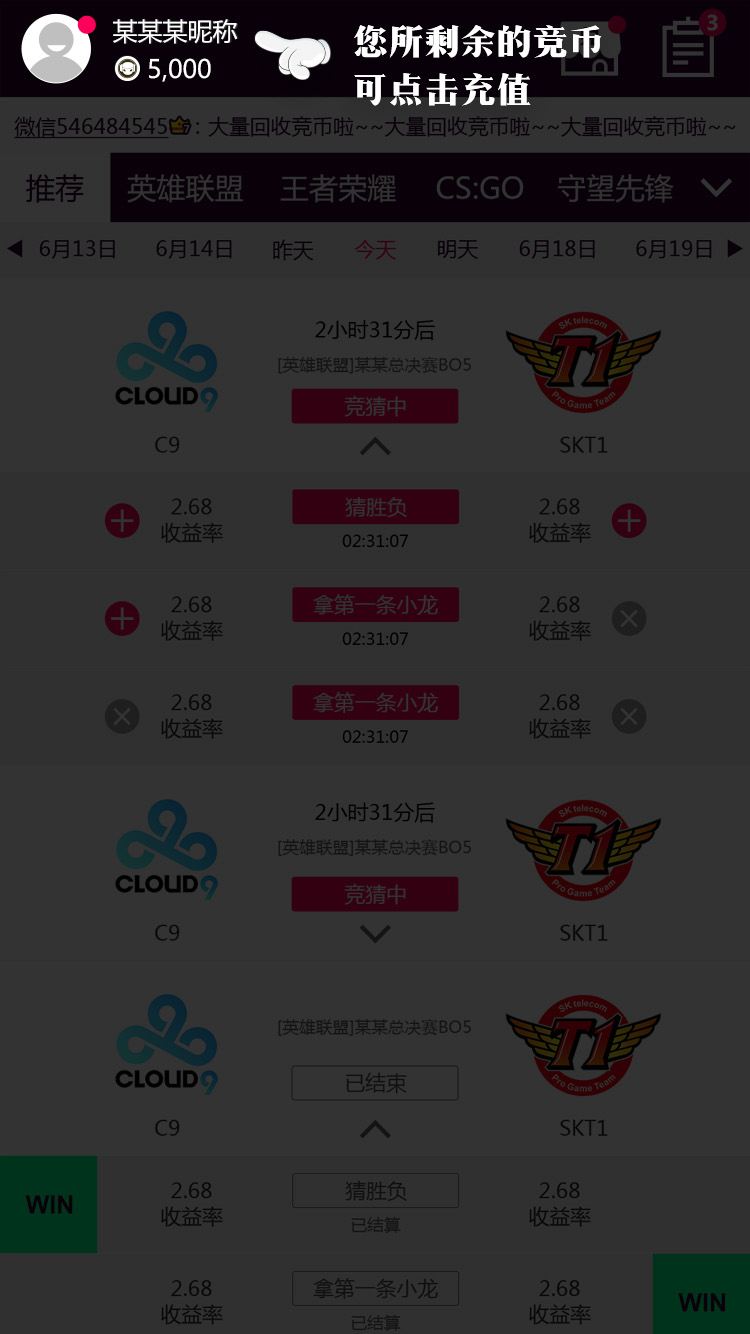 某某某昵称
5,000
您所剩余的竞币
可点击充值
3
微信546484545：大量回收竞币啦~~大量回收竞币啦~~大量回收竞币啦~~
推荐 英雄联盟 王者荣耀 CS:GO 守望先锋
6月13日 6月14日 昨天 今天 明天 6月18日 6月19日
2小时31分后
[英雄联盟]某某总决赛BO5
竞猜中
CLOUD9
SK telecom
T1
Pro Game Team
C9 SKT1
2.68 猜胜负 2.68
收益率 02:31:07 收益率
2.68 拿第一条小龙 2.68
收益率 02:31:07 收益率
2.68 拿第一条小龙 2.68
收益率 02:31:07 收益率
2小时31分后
[英雄联盟]某某总决赛BO5
竞猜中
CLOUD9
SK telecom
T1
Pro Game Team
C9 SKT1
[英雄联盟]某某总决赛BO5
已结束
CLOUD9
SK telecom
T1
Pro Game Team
C9 SKT1
WIN
2.68 猜胜负 2.68
收益率 已结算 收益率
2.68 拿第一条小龙 2.68
收益率 已结算 收益率
WIN